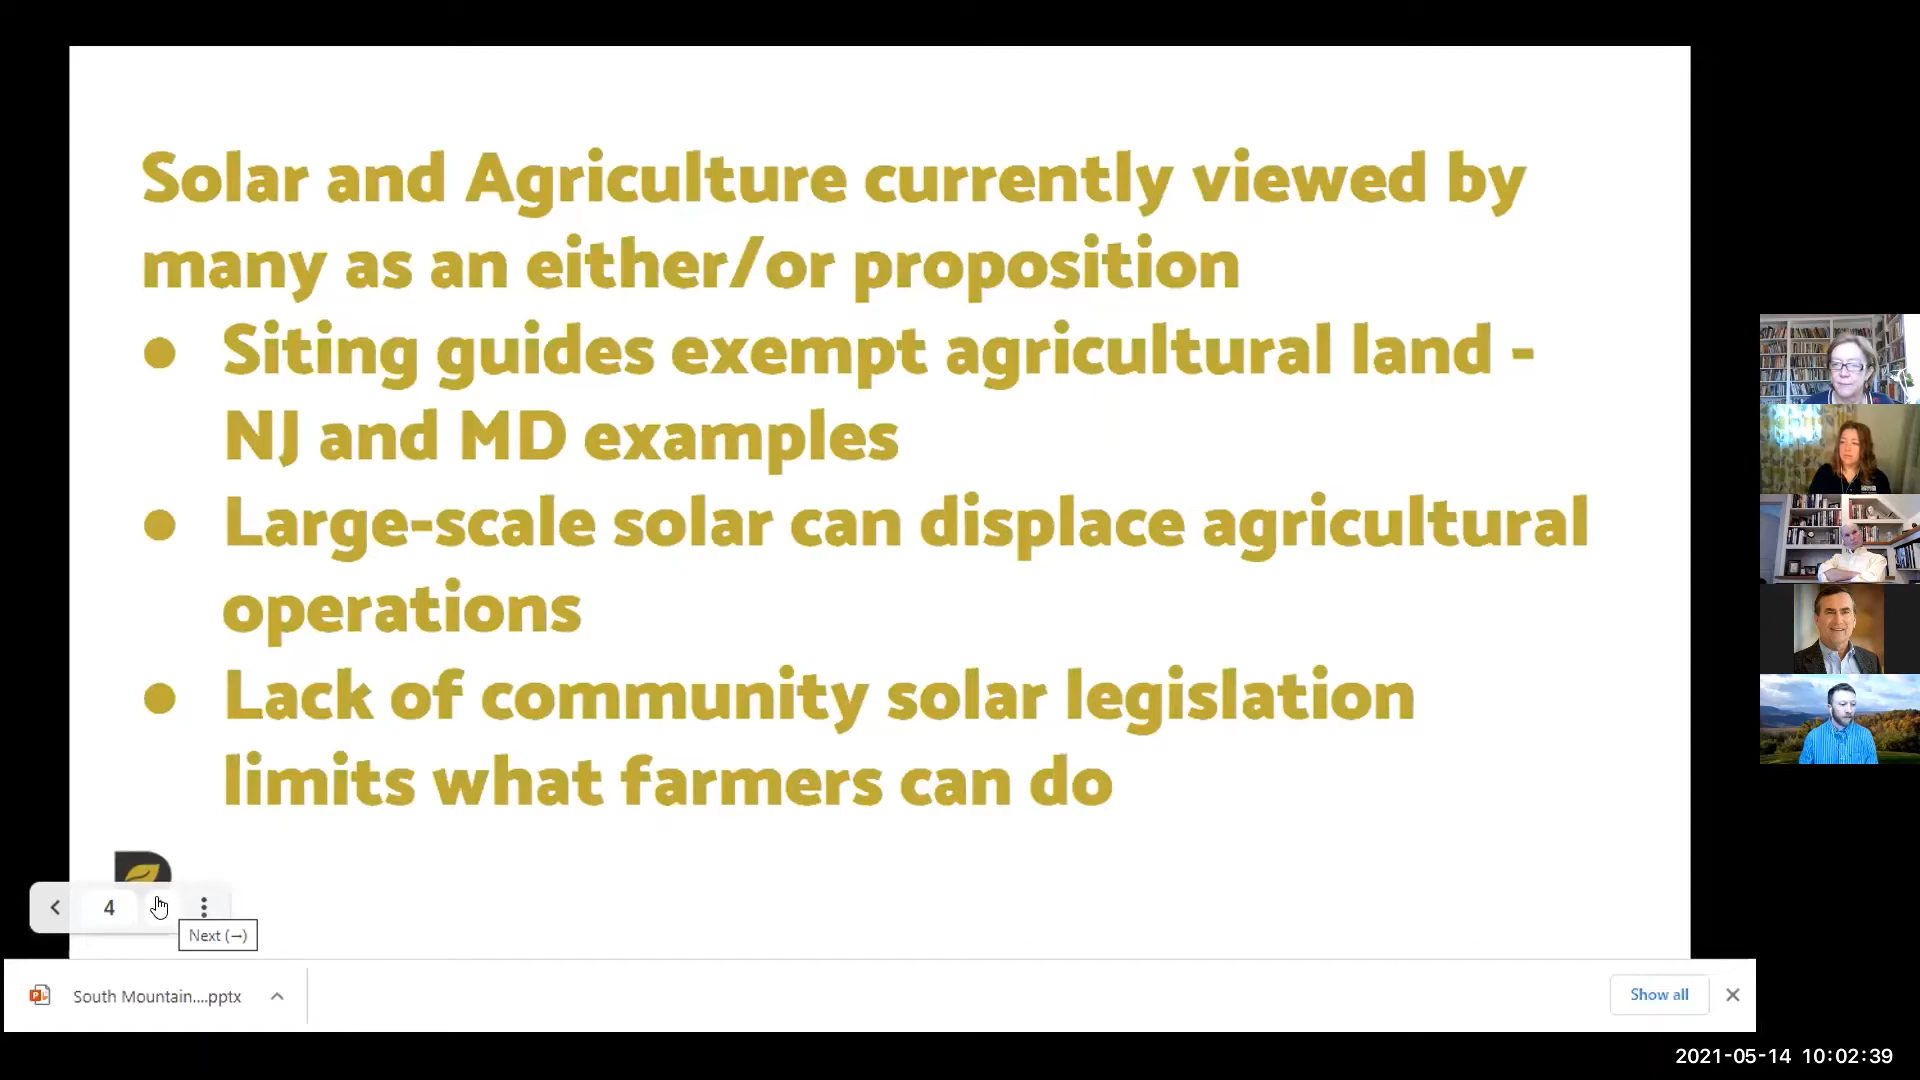 Solar and Agriculture currently viewed by
many as an either/or proposition
● Siting guides exempt agricultural land -
NJ and MD examples
● Large-scale solar can displace agricultural
operations
● Lack of community solar legislation
limits what farmers can do
4
Next (→)
South Mountain....pptx
Show all
2021-05-14 10:02:39